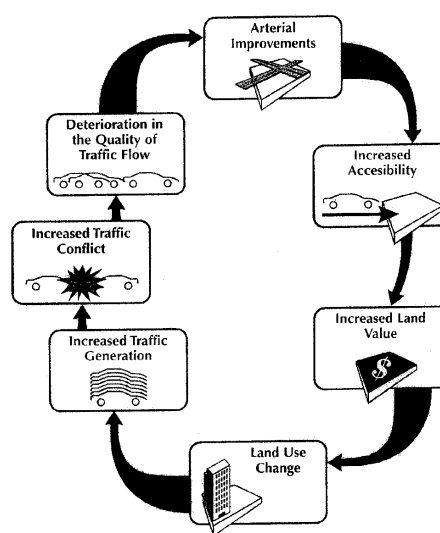 Arterial
Improvements
Increased
Accesibility
Increased Land
Value
$
Land Use
Change
Increased Traffic
Generation
Increased Traffic
Conflict
Deterioration in
the Quality of
Traffic Flow